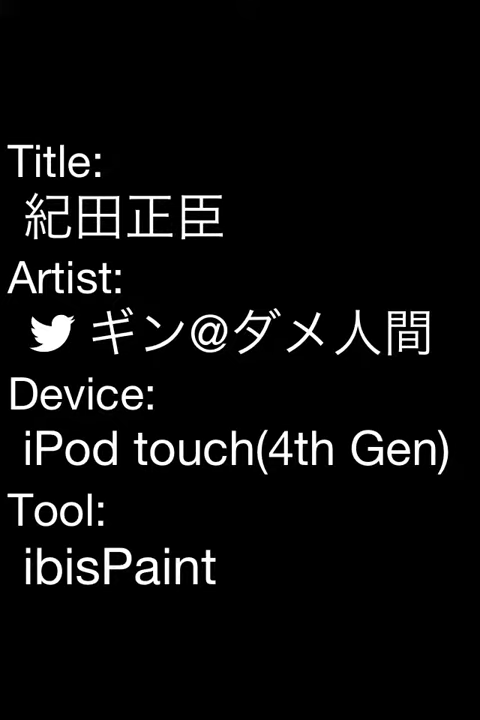 Title:
紀田正臣
Artist:
ギン@ダメ人間
Device:
iPod touch(4th Gen)
Tool:
ibisPaint